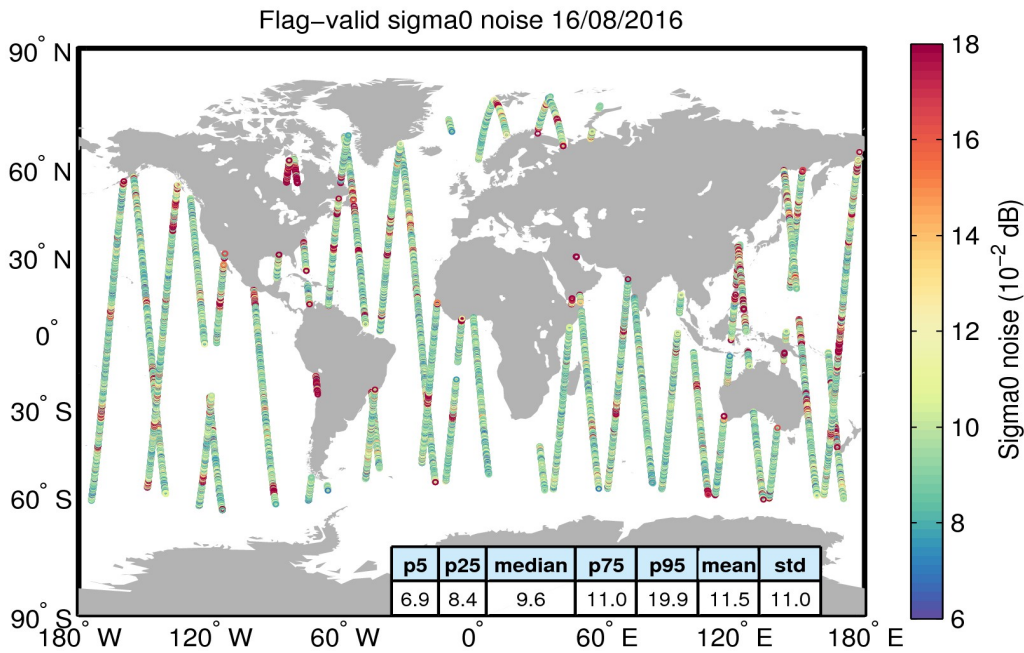 Flag−valid sigma0 noise 16/08/2016
90° N
60° N
30° N
0°
30° S
60° S
90° S
180° W
120° W
60° W
0°
60° E
120° E
180° E
p5 p25 median p75 p95 mean std
6.9 8.4 9.6 11.0 19.9 11.5 11.0
18
16
14
12
10
8
6
Sigma0 noise (10⁻² dB)